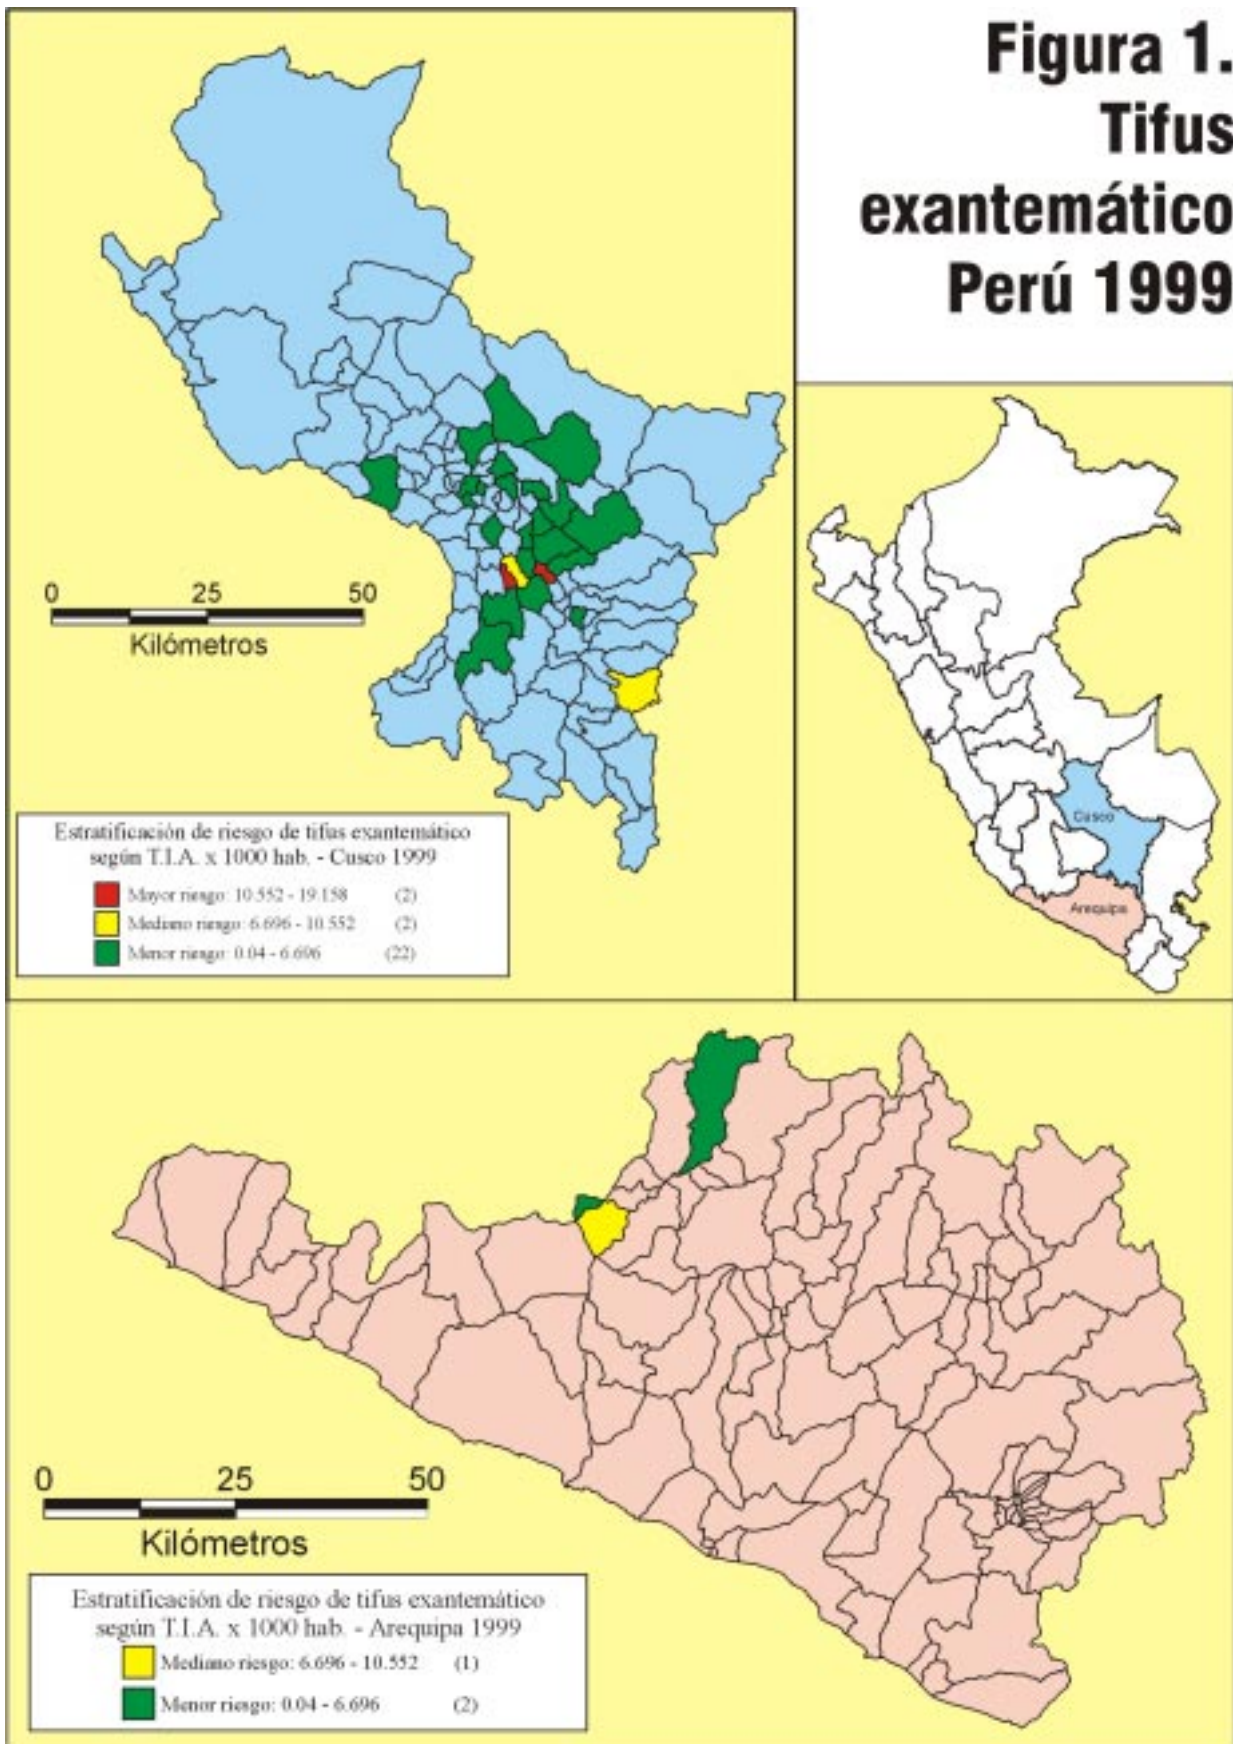 Figura 1.
Tifus
exantemático
Perú 1999
0 25 50
Kilómetros
Estratificación de riesgo de tifus exantemático
según T.I.A. x 1000 hab. - Cusco 1999
Mayor riesgo: 10.552 - 19.158 (2)
Mediano riesgo: 6.696 - 10.552 (2)
Menor riesgo: 0.04 - 6.696 (22)
Cusco
Arequipa
0 25 50
Kilómetros
Estratificación de riesgo de tifus exantemático
según T.I.A. x 1000 hab. - Arequipa 1999
Mediano riesgo: 6.696 - 10.552 (1)
Menor riesgo: 0.04 - 6.696 (2)